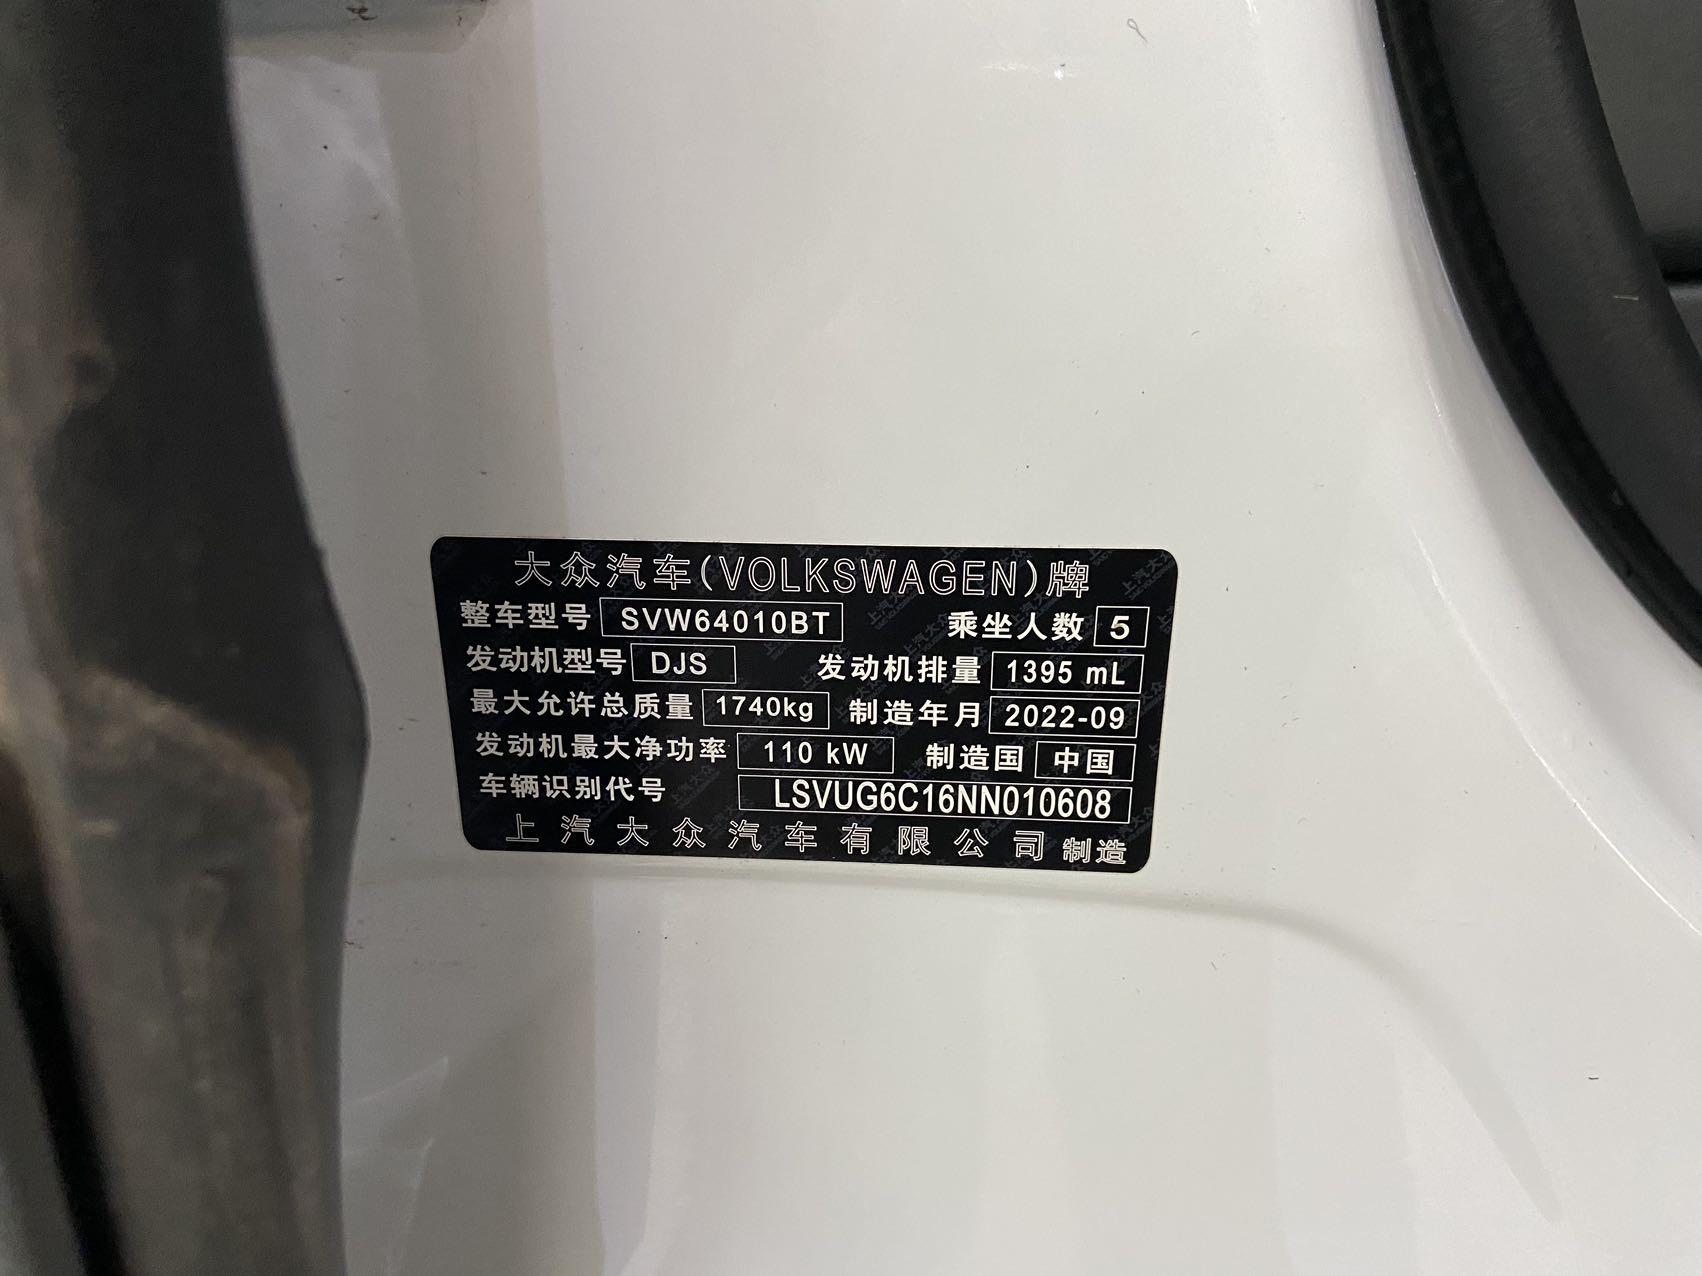 大众汽车(VOLKSWAGEN)牌
整车型号 SVW64010BT 乘坐人数 5
发动机型号 DJS 发动机排量 1395 mL
最大允许总质量 1740kg 制造年月 2022-09
发动机最大净功率 110 kW 制造国 中国
车辆识别代号 LSVUG6C16NN010608
上汽大众汽车有限公司 制造